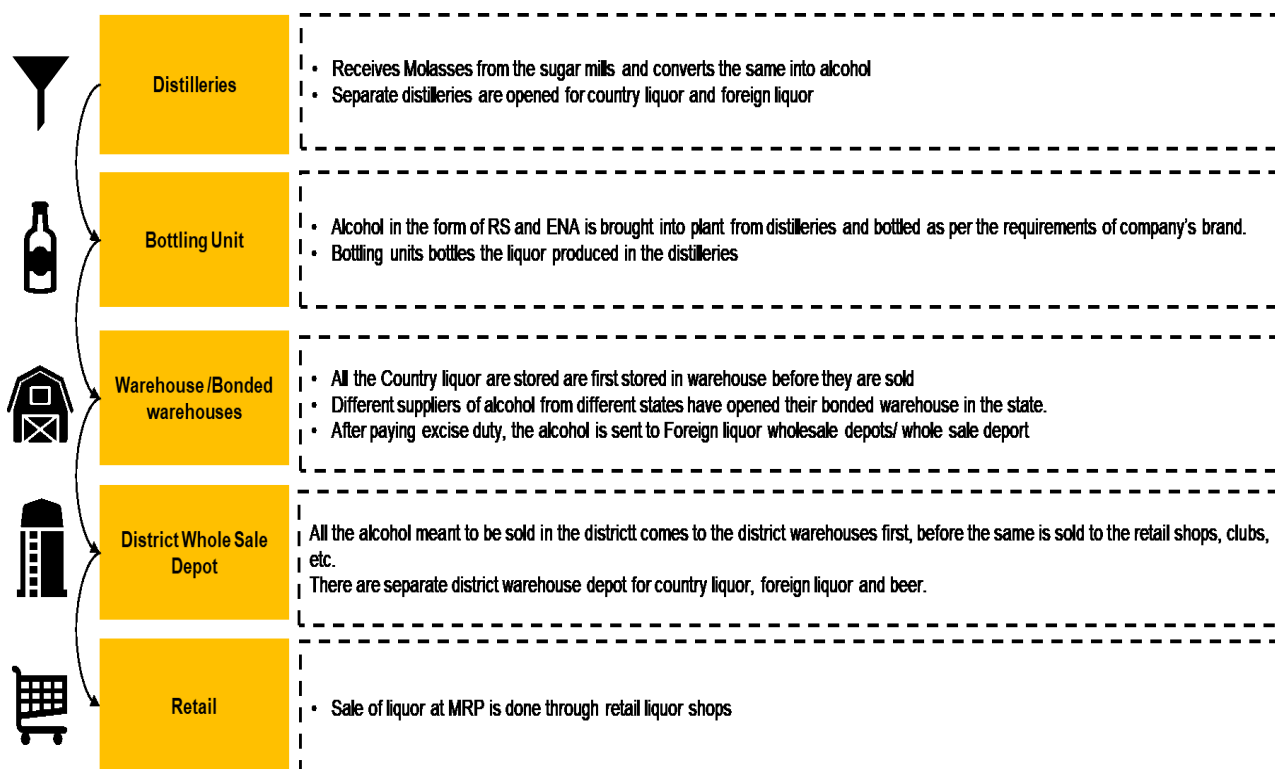 Distilleries
• Receives Molasses from the sugar mills and converts the same into alcohol
• Separate distilleries are opened for country liquor and foreign liquor
Bottling Unit
• Alcohol in the form of RS and ENA is brought into plant from distilleries and bottled as per the requirements of company's brand.
• Bottling units bottles the liquor produced in the distilleries
Warehouse /Bonded
warehouses
• All the Country liquor are stored are first stored in warehouse before they are sold
• Different suppliers of alcohol from different states have opened their bonded warehouse in the state.
• After paying excise duty, the alcohol is sent to Foreign liquor wholesale depots/ whole sale deport
District Whole Sale
Depot
All the alcohol meant to be sold in the districtt comes to the district warehouses first, before the same is sold to the retail shops, clubs,
etc.
There are separate district warehouse depot for country liquor, foreign liquor and beer.
Retail
• Sale of liquor at MRP is done through retail liquor shops